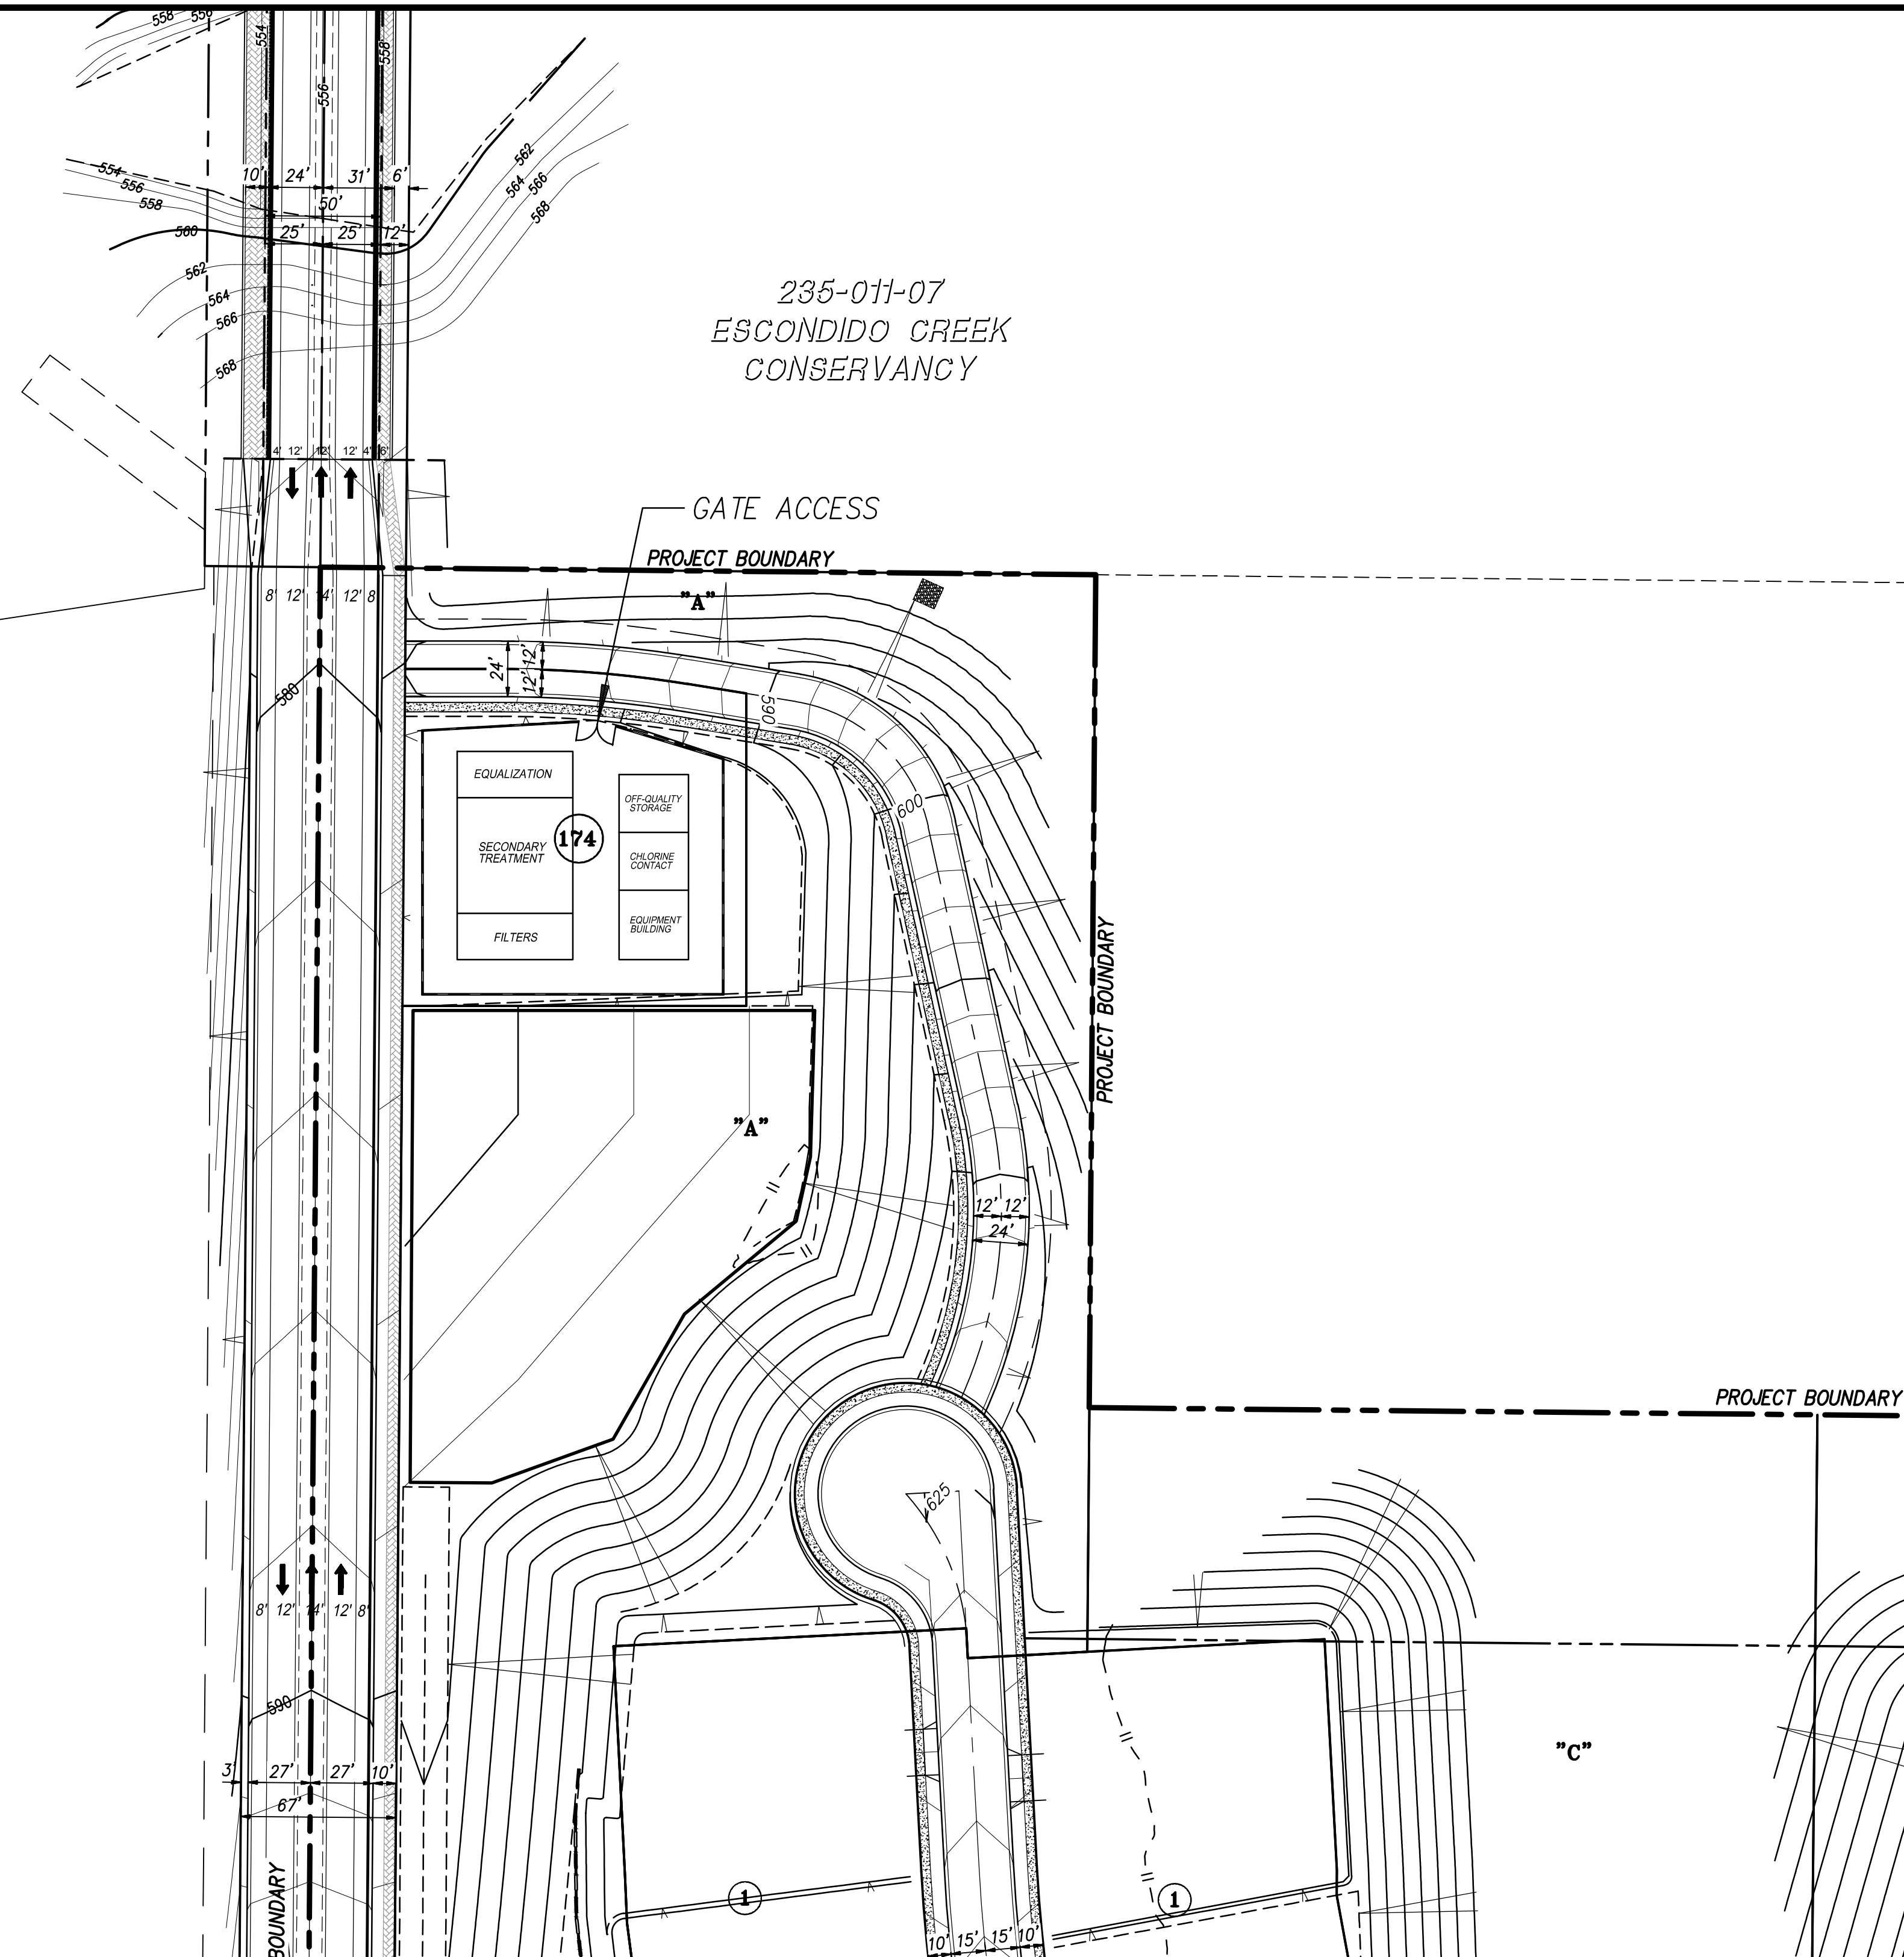 558
556
554
558
556
10' 24' 31' 6'
50'
25' 25' 12'
554
556
558
560
562
564
566
568
562
564
566
568
235-011-07
ESCONDIDO CREEK
CONSERVANCY
4' 12' 12' 12' 4' 6'
GATE ACCESS
PROJECT BOUNDARY
8' 12' 14' 12' 8'
"A"
24'
12' 12'
580
590
EQUALIZATION
SECONDARY
TREATMENT
FILTERS
174
OFF-QUALITY
STORAGE
CHLORINE
CONTACT
EQUIPMENT
BUILDING
600
PROJECT BOUNDARY
"A"
12' 12'
24'
PROJECT BOUNDARY
625
8' 12' 14' 12' 8'
590
3' 27' 27' 10'
67'
BOUNDARY
"C"
1
1
10' 15' 15' 10'